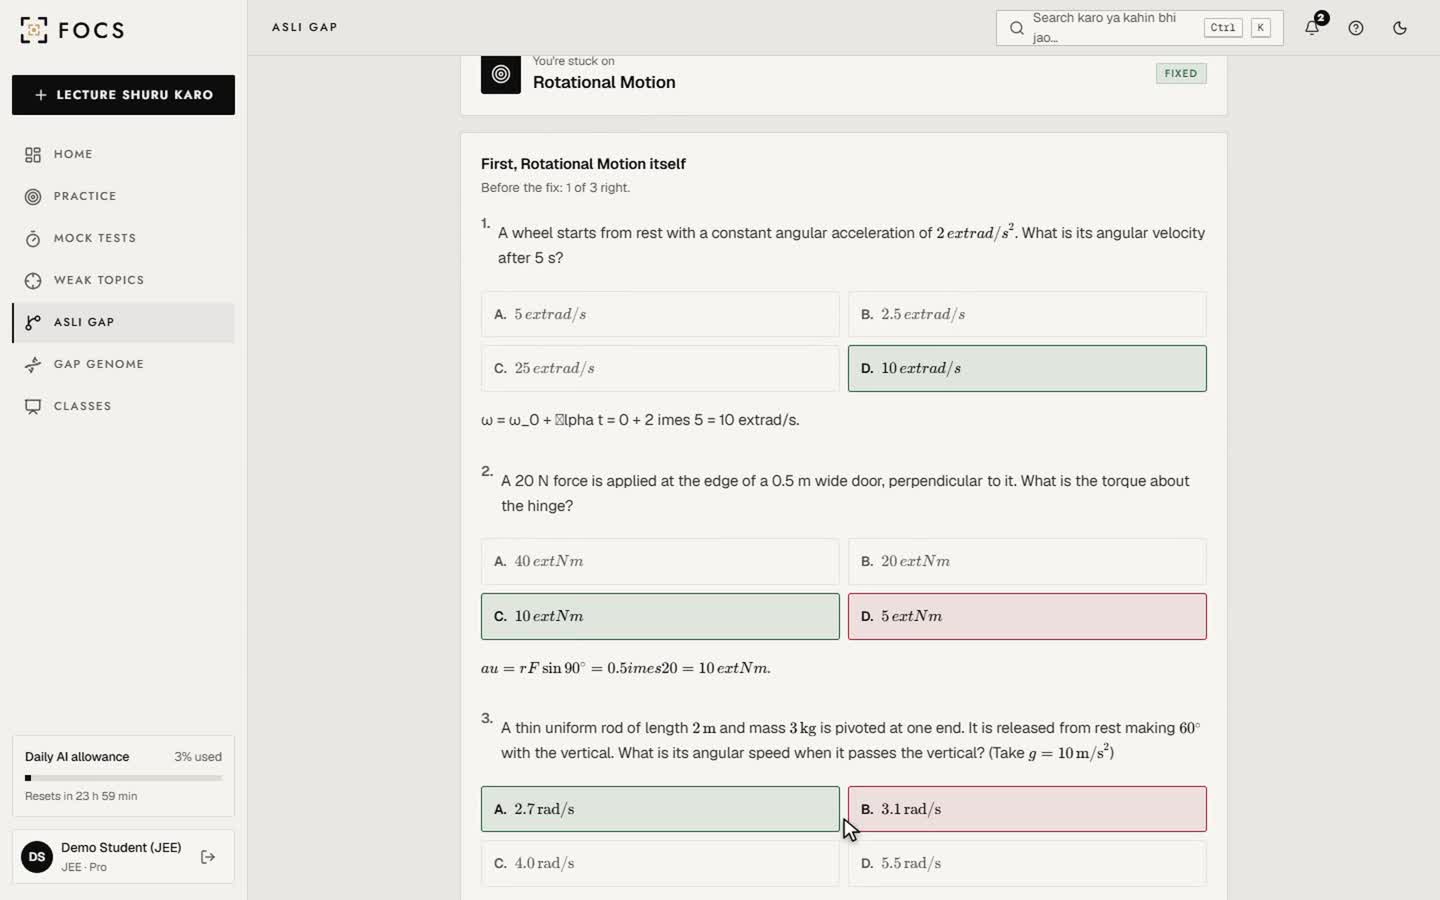 FOCS
ASLI GAP
Search karo ya kahin bhi
jao...
Ctrl
K
2
+ LECTURE SHURU KARO
HOME
PRACTICE
MOCK TESTS
WEAK TOPICS
ASLI GAP
GAP GENOME
CLASSES
Daily AI allowance
3% used
Resets in 23 h 59 min
DS
Demo Student (JEE)
JEE · Pro
You're stuck on
Rotational Motion
FIXED
First, Rotational Motion itself
Before the fix: 1 of 3 right.
1. A wheel starts from rest with a constant angular acceleration of 2 extrad/s². What is its angular velocity
after 5 s?
A. 5 extrad/s
B. 2.5 extrad/s
C. 25 extrad/s
D. 10 extrad/s
ω = ω_0 + lpha t = 0 + 2 imes 5 = 10 extrad/s.
2. A 20 N force is applied at the edge of a 0.5 m wide door, perpendicular to it. What is the torque about
the hinge?
A. 40 extNm
B. 20 extNm
C. 10 extNm
D. 5 extNm
au = rF sin 90° = 0.5imes20 = 10 extNm.
3. A thin uniform rod of length 2 m and mass 3 kg is pivoted at one end. It is released from rest making 60°
with the vertical. What is its angular speed when it passes the vertical? (Take g = 10 m/s²)
A. 2.7 rad/s
B. 3.1 rad/s
C. 4.0 rad/s
D. 5.5 rad/s